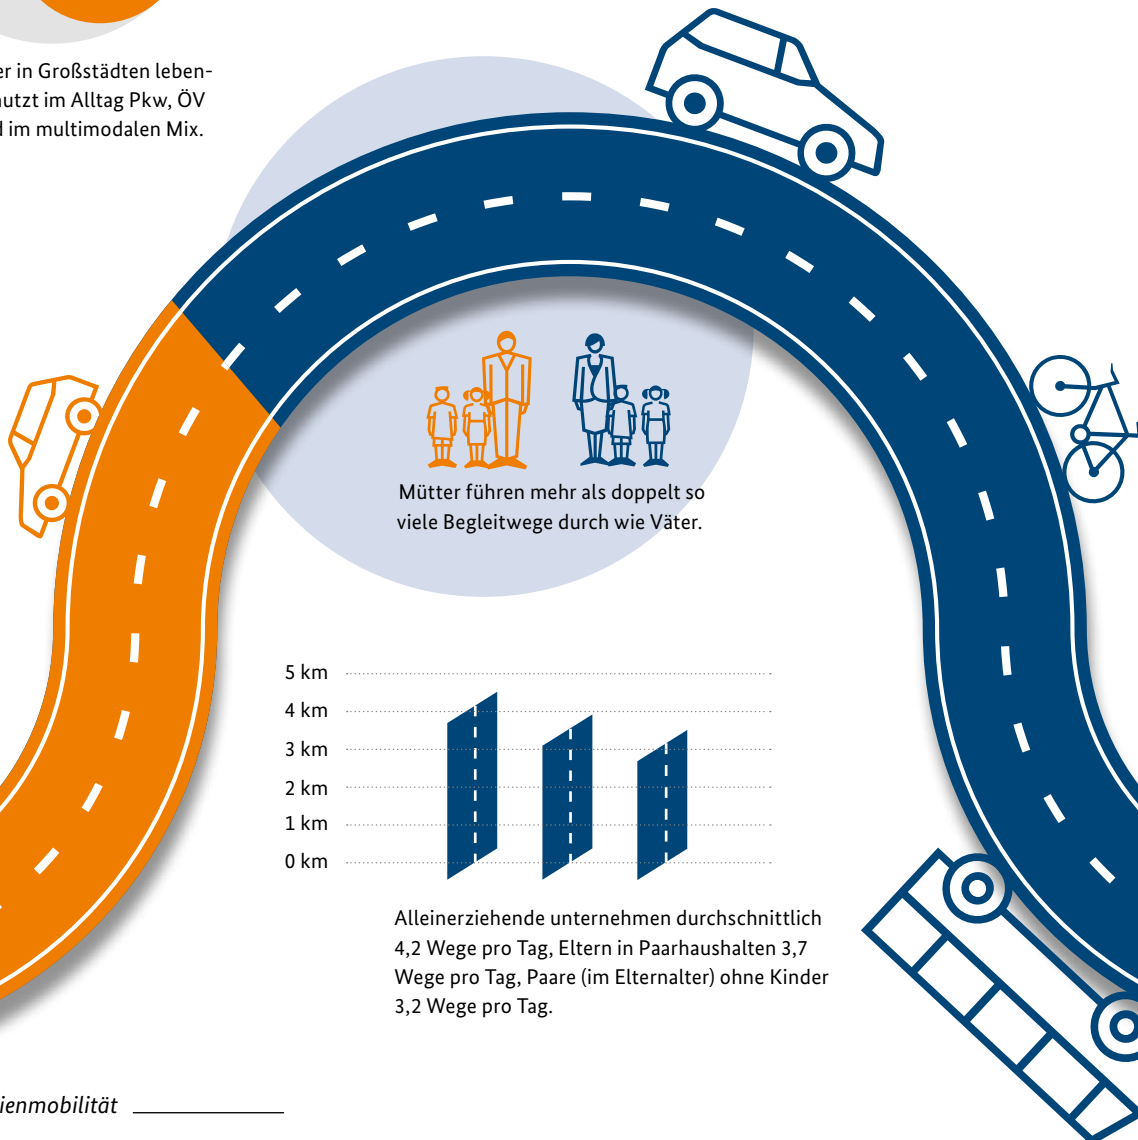 er in Großstädten leben-
utzt im Alltag Pkw, ÖV
im multimodalen Mix.
Mütter führen mehr als doppelt so
viele Begleitwege durch wie Väter.
5 km
4 km
3 km
2 km
1 km
0 km
Alleinerziehende unternehmen durchschnittlich
4,2 Wege pro Tag, Eltern in Paarhaushalten 3,7
Wege pro Tag, Paare (im Elternalter) ohne Kinder
3,2 Wege pro Tag.
ienmobilität